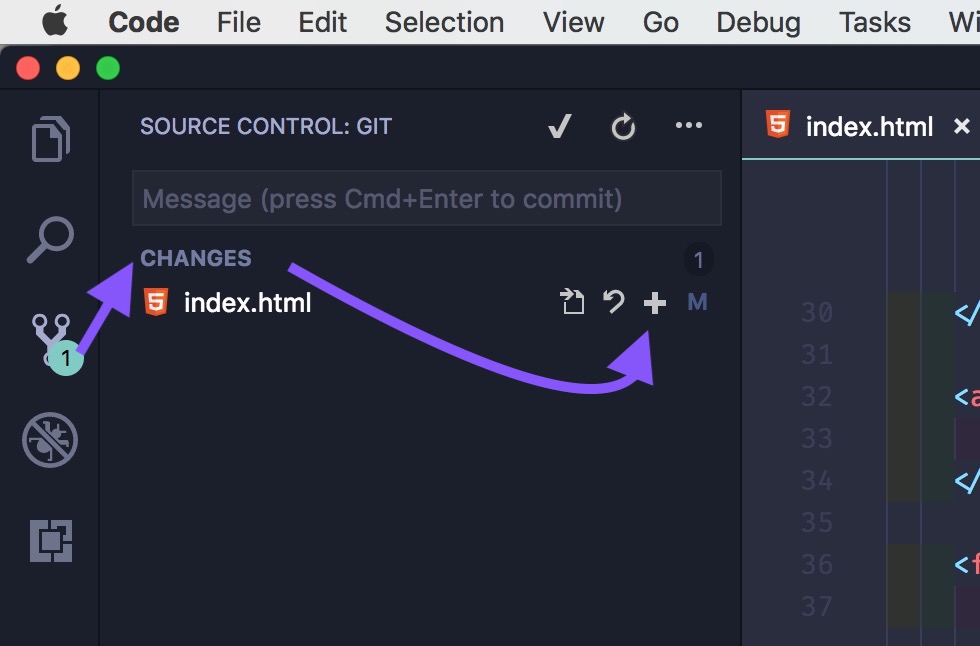 Code File Edit Selection View Go Debug Tasks
SOURCE CONTROL: GIT
Message (press Cmd+Enter to commit)
CHANGES 1
index.html M
1
index.html
30 </
31
32 <a
33
34 </
35
36 <f
37